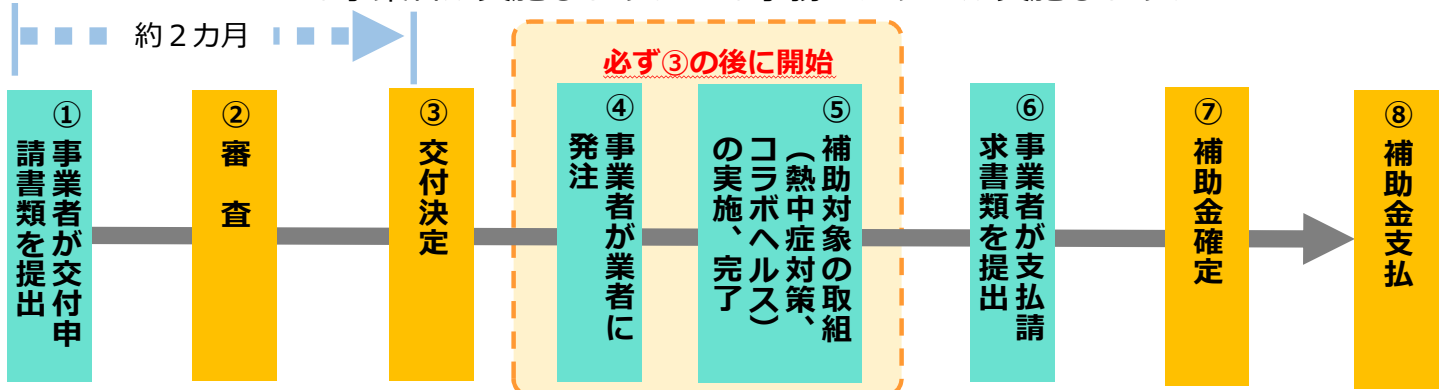 約２カ月
必ず③の後に開始
①
事業者が交付申
請書類を提出
②
審　査
③
交付決定
④
事業者が業者に
発注
⑤
補助対象の取組
（熱中症対策、
コラボヘルス）
の実施、完了
⑥
事業者が支払請
求書類を提出
⑦
補助金確定
⑧
補助金支払